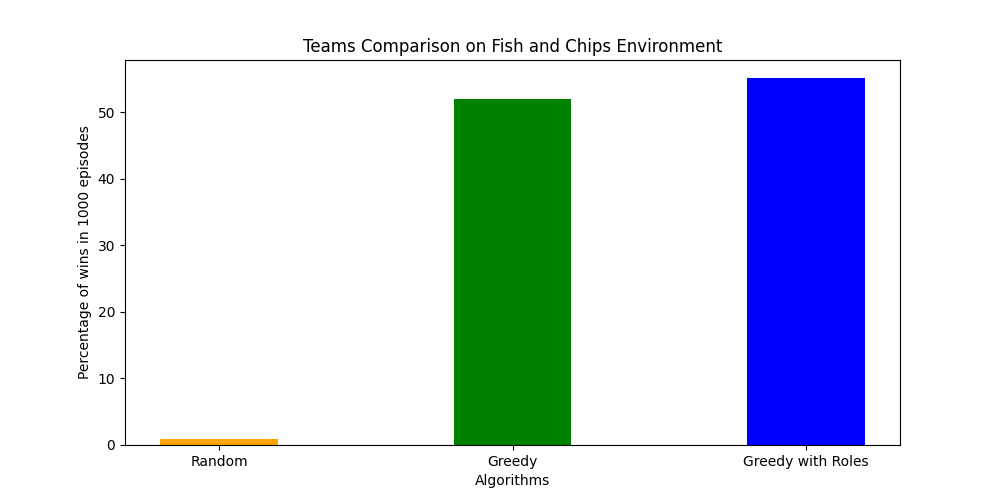 Teams Comparison on Fish and Chips Environment
Percentage of wins in 1000 episodes
50
40
30
20
10
0
Random
Greedy
Greedy with Roles
Algorithms